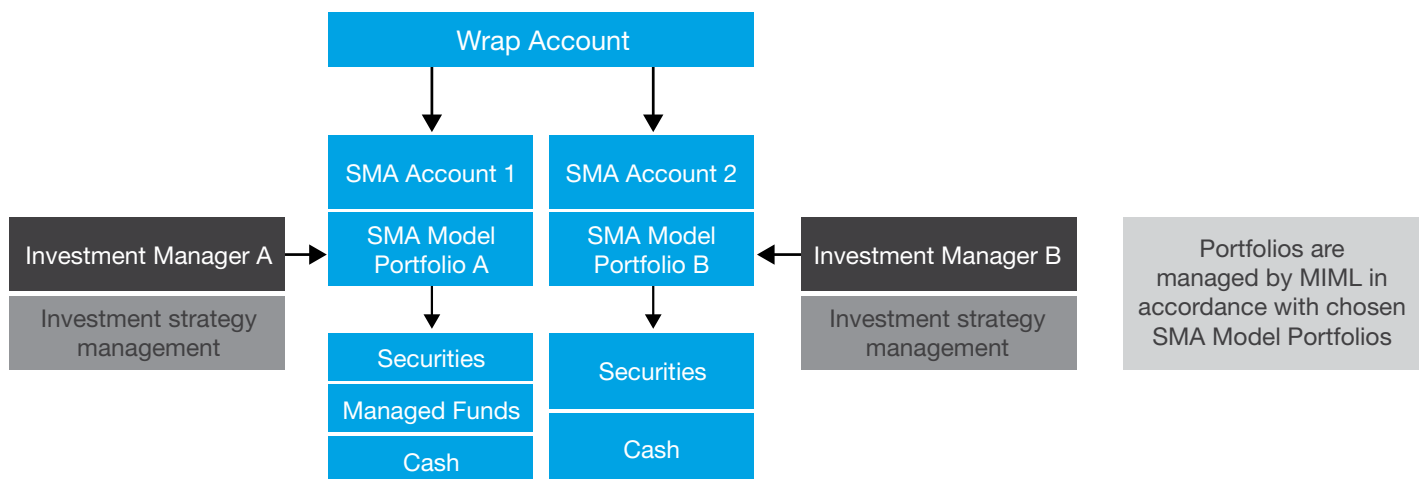 Wrap Account
SMA Account 1
SMA Account 2
Investment Manager A
SMA Model
Portfolio A
SMA Model
Portfolio B
Investment Manager B
Investment strategy
management
Investment strategy
management
Securities
Managed Funds
Cash
Securities
Cash
Portfolios are
managed by MIML in
accordance with chosen
SMA Model Portfolios